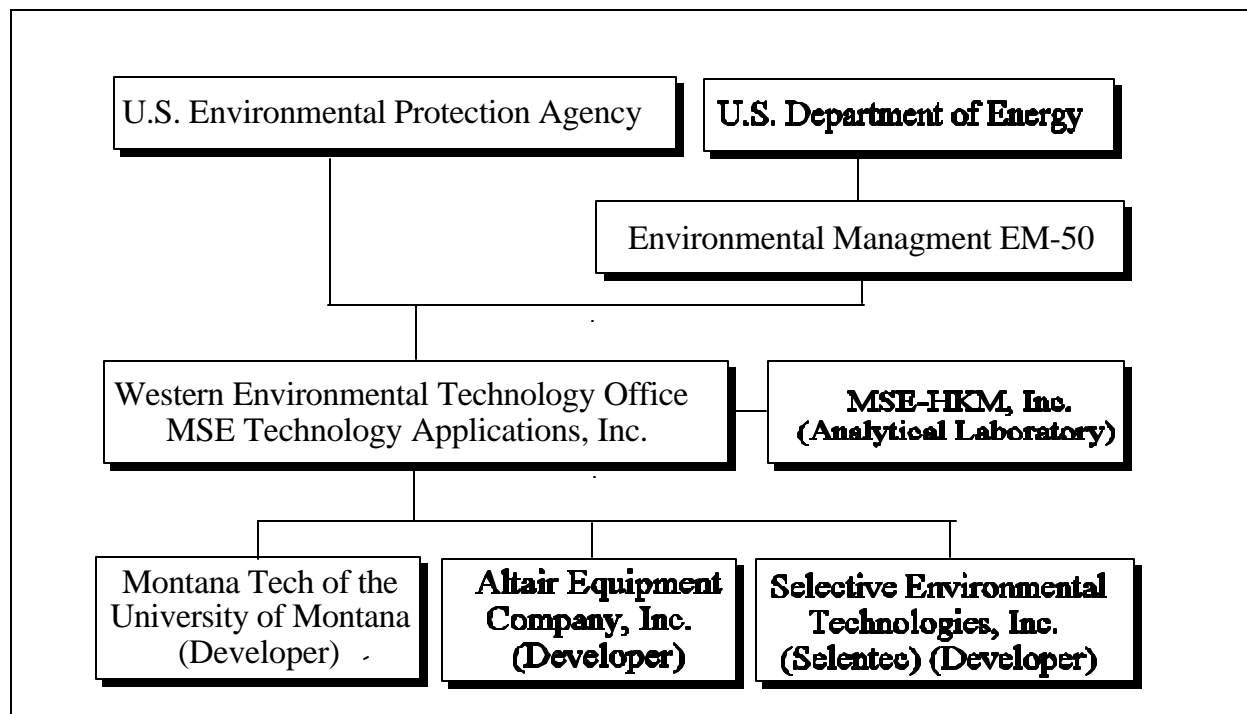 U.S. Environmental Protection Agency
U.S. Department of Energy
Environmental Managment EM-50
Western Environmental Technology Office
MSE Technology Applications, Inc.
MSE-HKM, Inc.
(Analytical Laboratory)
Montana Tech of the
University of Montana
(Developer)
Altair Equipment
Company, Inc.
(Developer)
Selective Environmental
Technologies, Inc.
(Selentec) (Developer)